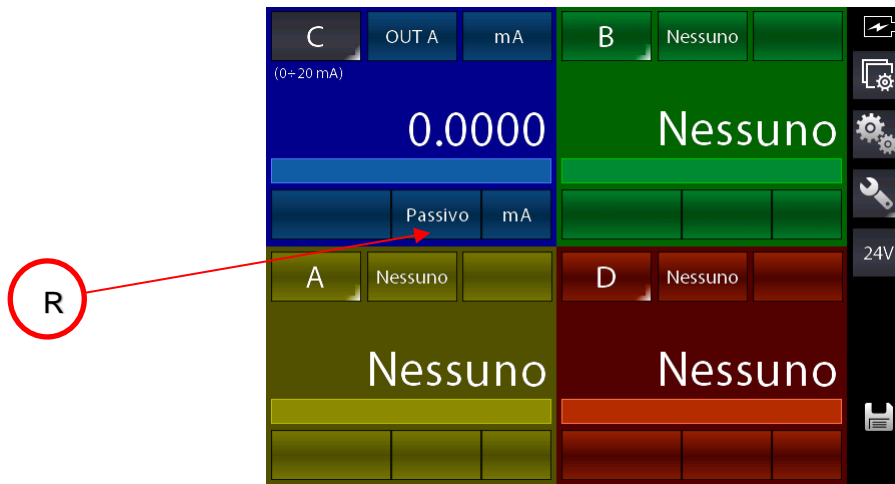 C OUT A mA
(0÷20 mA)
0.0000
Passivo mA
B Nessuno
Nessuno
R
A Nessuno
Nessuno
D Nessuno
Nessuno
24V